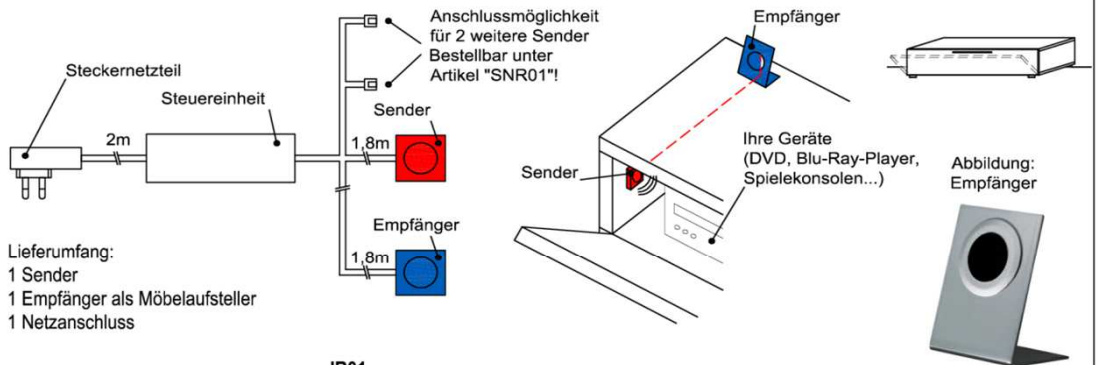 Steckernetzteil
2m
Steuereinheit
Anschlussmöglichkeit
für 2 weitere Sender
Bestellbar unter
Artikel "SNR01"!
Sender
1,8m
Empfänger
1,8m
Lieferumfang:
1 Sender
1 Empfänger als Möbelaufsteller
1 Netzanschluss
Empfänger
Sender
Ihre Geräte
(DVD, Blu-Ray-Player,
Spielekonsolen...)
Abbildung:
Empfänger